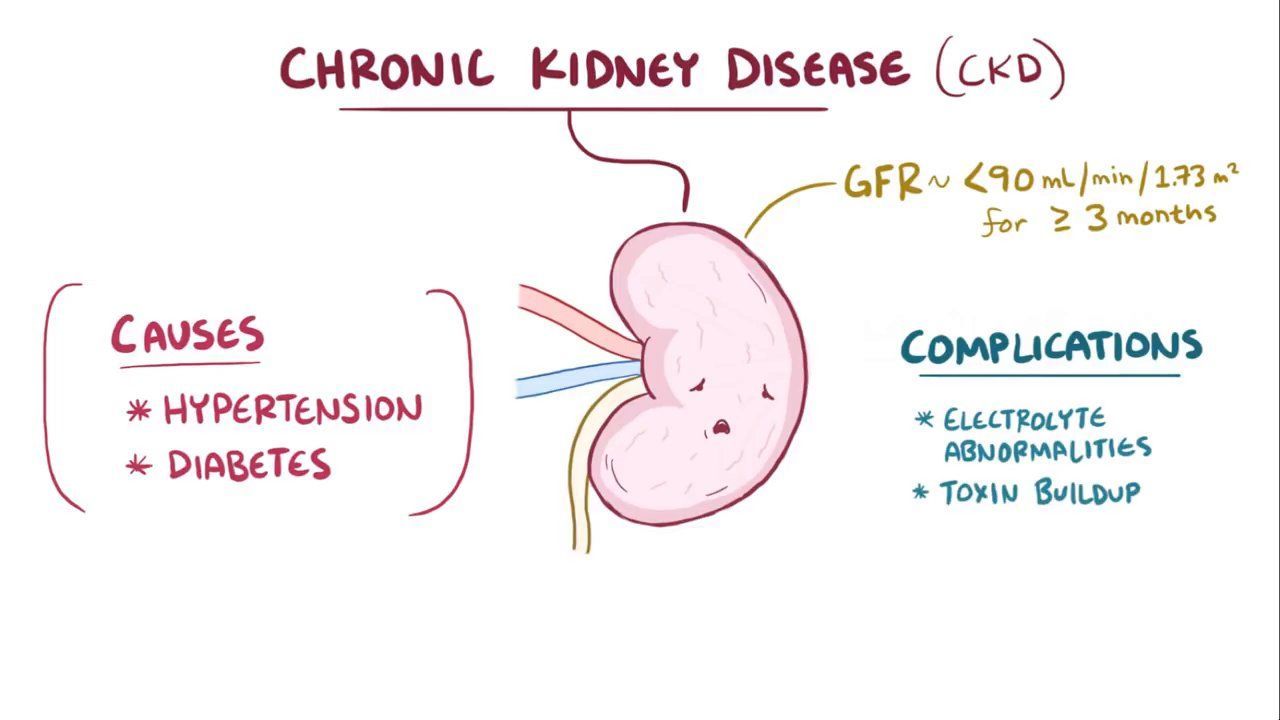 CHRONIC KIDNEY DISEASE (CKD)
GFR ~ <90 mL/min/1.73 m²
for ≥ 3 months
CAUSES
* HYPERTENSION
* DIABETES
COMPLICATIONS
* ELECTROLYTE
ABNORMALITIES
* TOXIN BUILDUP